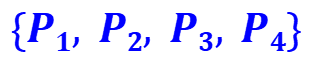 {P₁, P₂, P₃, P₄}